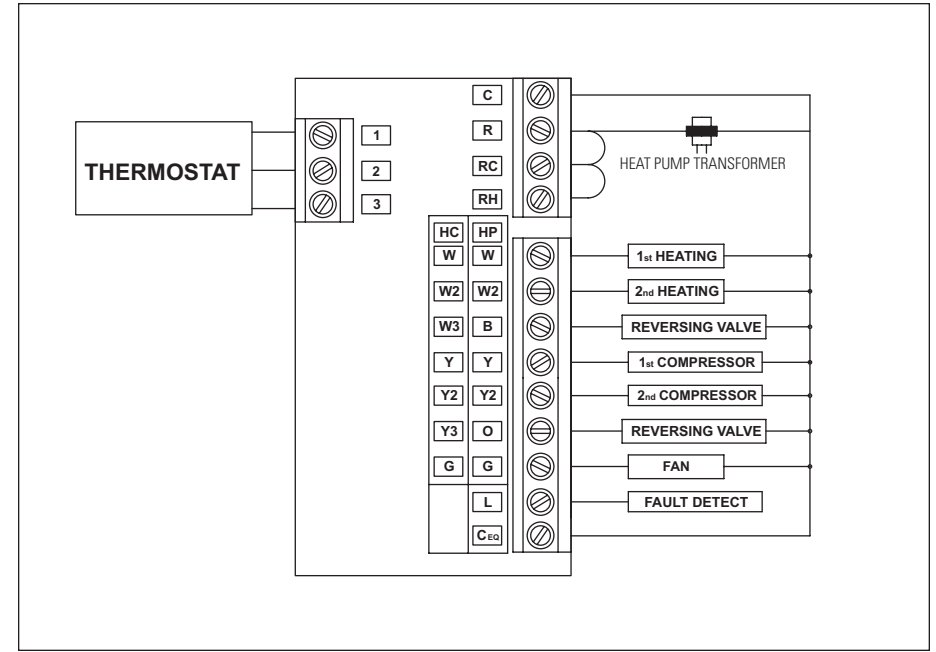 C
R
RC
RH
THERMOSTAT
1
2
3
HEAT PUMP TRANSFORMER
HC HP
W W 1st HEATING
W2 W2 2nd HEATING
W3 B REVERSING VALVE
Y Y 1st COMPRESSOR
Y2 Y2 2nd COMPRESSOR
Y3 O REVERSING VALVE
G G FAN
L FAULT DETECT
CEQ